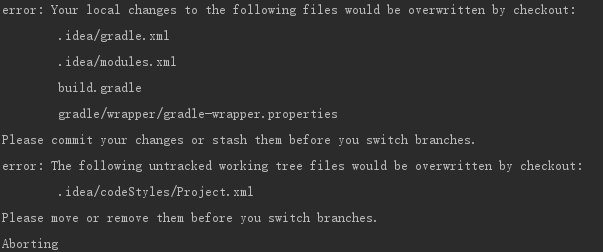 error: Your local changes to the following files would be overwritten by checkout:
.idea/gradle.xml
.idea/modules.xml
build.gradle
gradle/wrapper/gradle-wrapper.properties
Please commit your changes or stash them before you switch branches.
error: The following untracked working tree files would be overwritten by checkout:
.idea/codeStyles/Project.xml
Please move or remove them before you switch branches.
Aborting